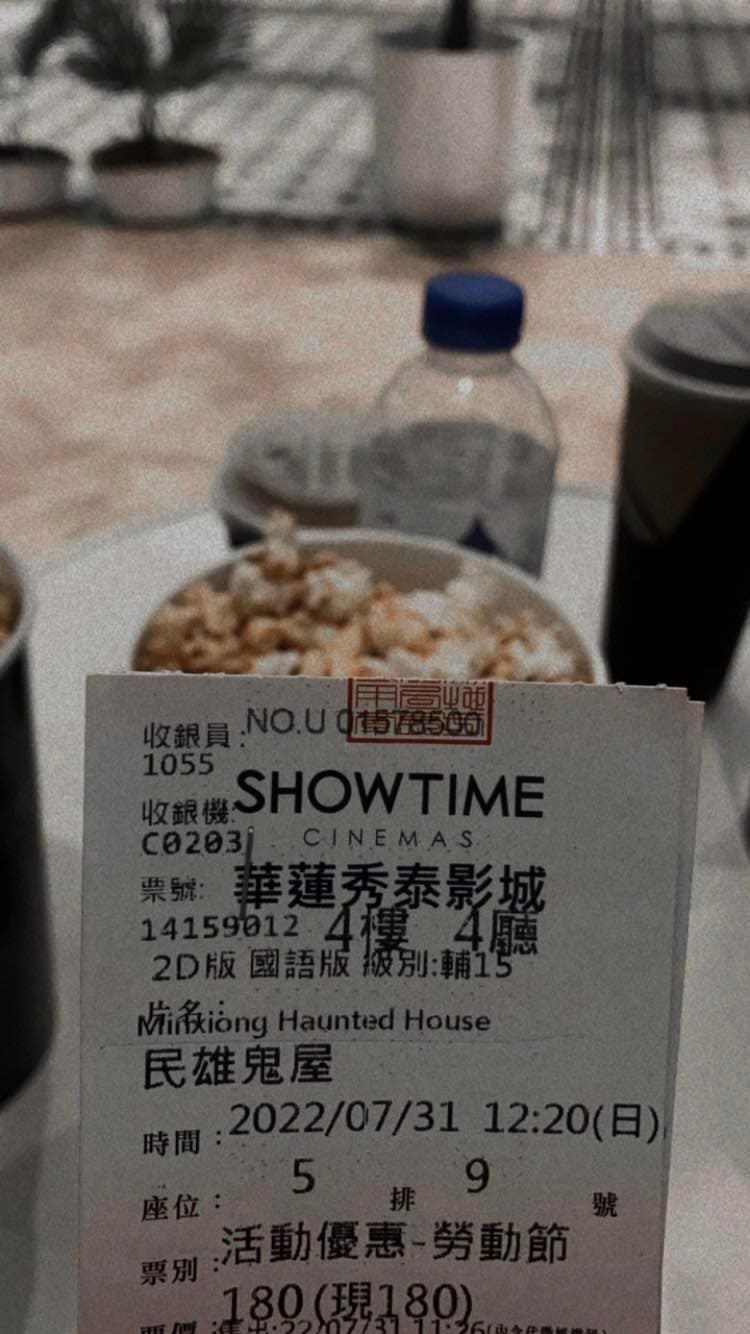 收銀員: NO.U 01578500
1055
SHOWTIME
收銀機:
CINEMAS
C0203
票號: 華蓮秀泰影城
14159012 4樓 4廳
2D版 國語版 級別:輔15
片名:
Minxiong Haunted House
民雄鬼屋
時間: 2022/07/31 12:20(日)
座位: 5 排 9 號
票別: 活動優惠-勞動節
180(現180)
票價:售出:22/07/31 11:26